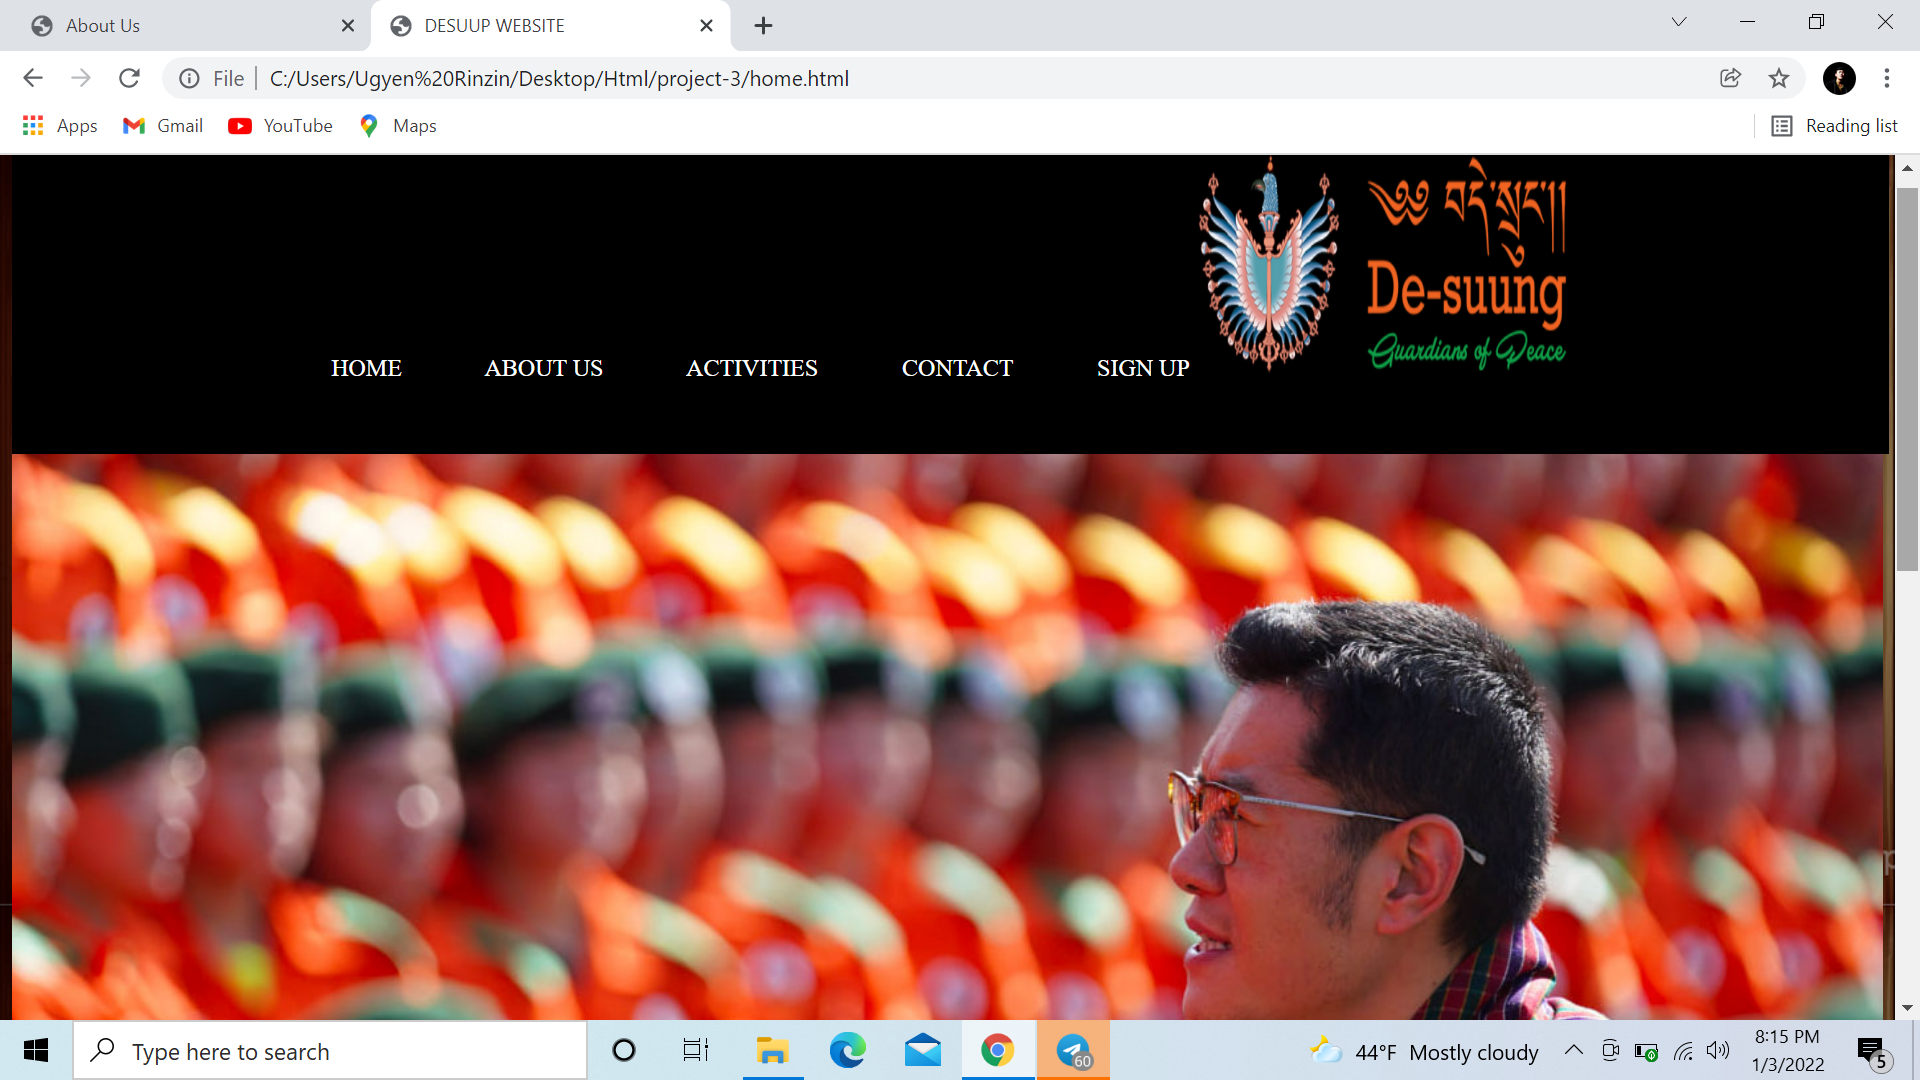 About Us
DESUUP WEBSITE
File
C:/Users/Ugyen%20Rinzin/Desktop/Html/project-3/home.html
Apps
Gmail
YouTube
Maps
Reading list
༄༅ བདེ་སྲུང་།།
De-suung
Guardians of Peace
HOME ABOUT US ACTIVITIES CONTACT SIGN UP
Type here to search
60
44°F Mostly cloudy
8:15 PM
1/3/2022
5